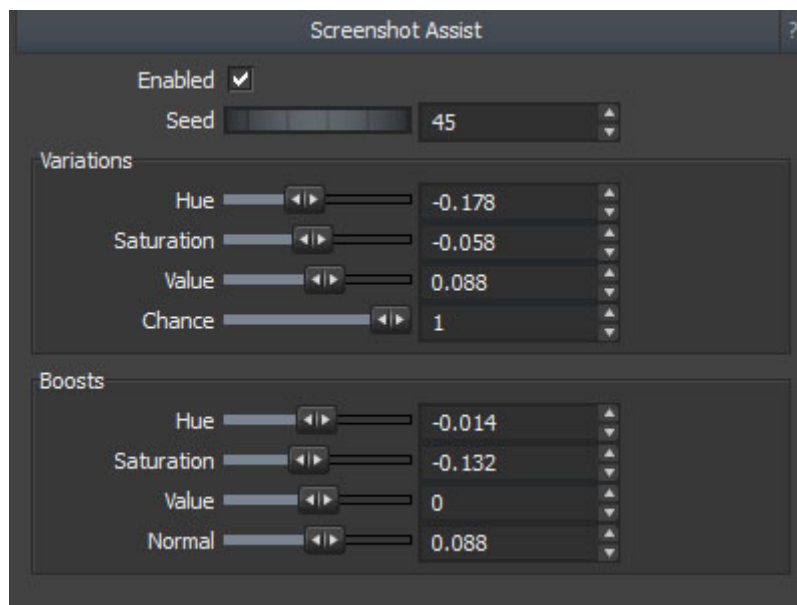 Screenshot Assist ?
Enabled
Seed 45
Variations
Hue -0.178
Saturation -0.058
Value 0.088
Chance 1
Boosts
Hue -0.014
Saturation -0.132
Value 0
Normal 0.088